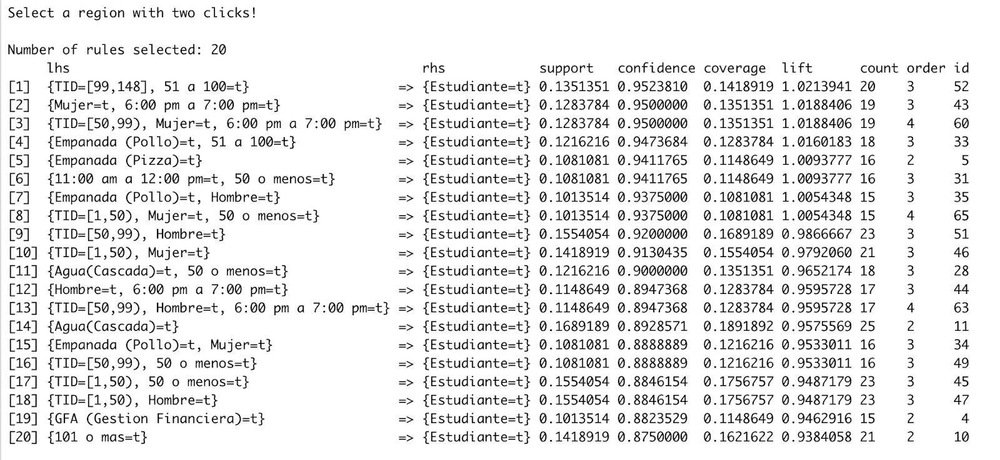 Select a region with two clicks!

Number of rules selected: 20
     lhs                                             rhs            support   confidence coverage  lift      count order id
[1]  {TID=[99,148], 51 a 100=t}                   => {Estudiante=t} 0.1351351 0.9523810  0.1418919 1.0213941 20    3     52
[2]  {Mujer=t, 6:00 pm a 7:00 pm=t}               => {Estudiante=t} 0.1283784 0.9500000  0.1351351 1.0188406 19    3     43
[3]  {TID=[50,99), Mujer=t, 6:00 pm a 7:00 pm=t}  => {Estudiante=t} 0.1283784 0.9500000  0.1351351 1.0188406 19    4     60
[4]  {Empanada (Pollo)=t, 51 a 100=t}             => {Estudiante=t} 0.1216216 0.9473684  0.1283784 1.0160183 18    3     33
[5]  {Empanada (Pizza)=t}                         => {Estudiante=t} 0.1081081 0.9411765  0.1148649 1.0093777 16    2      5
[6]  {11:00 am a 12:00 pm=t, 50 o menos=t}        => {Estudiante=t} 0.1081081 0.9411765  0.1148649 1.0093777 16    3     31
[7]  {Empanada (Pollo)=t, Hombre=t}               => {Estudiante=t} 0.1013514 0.9375000  0.1081081 1.0054348 15    3     35
[8]  {TID=[1,50), Mujer=t, 50 o menos=t}          => {Estudiante=t} 0.1013514 0.9375000  0.1081081 1.0054348 15    4     65
[9]  {TID=[50,99), Hombre=t}                      => {Estudiante=t} 0.1554054 0.9200000  0.1689189 0.9866667 23    3     51
[10] {TID=[1,50), Mujer=t}                        => {Estudiante=t} 0.1418919 0.9130435  0.1554054 0.9792060 21    3     46
[11] {Agua(Cascada)=t, 50 o menos=t}              => {Estudiante=t} 0.1216216 0.9000000  0.1351351 0.9652174 18    3     28
[12] {Hombre=t, 6:00 pm a 7:00 pm=t}              => {Estudiante=t} 0.1148649 0.8947368  0.1283784 0.9595728 17    3     44
[13] {TID=[50,99), Hombre=t, 6:00 pm a 7:00 pm=t} => {Estudiante=t} 0.1148649 0.8947368  0.1283784 0.9595728 17    4     63
[14] {Agua(Cascada)=t}                            => {Estudiante=t} 0.1689189 0.8928571  0.1891892 0.9575569 25    2     11
[15] {Empanada (Pollo)=t, Mujer=t}                => {Estudiante=t} 0.1081081 0.8888889  0.1216216 0.9533011 16    3     34
[16] {TID=[50,99), 50 o menos=t}                  => {Estudiante=t} 0.1081081 0.8888889  0.1216216 0.9533011 16    3     49
[17] {TID=[1,50), 50 o menos=t}                   => {Estudiante=t} 0.1554054 0.8846154  0.1756757 0.9487179 23    3     45
[18] {TID=[1,50), Hombre=t}                       => {Estudiante=t} 0.1554054 0.8846154  0.1756757 0.9487179 23    3     47
[19] {GFA (Gestion Financiera)=t}                 => {Estudiante=t} 0.1013514 0.8823529  0.1148649 0.9462916 15    2      4
[20] {101 o mas=t}                                => {Estudiante=t} 0.1418919 0.8750000  0.1621622 0.9384058 21    2     10